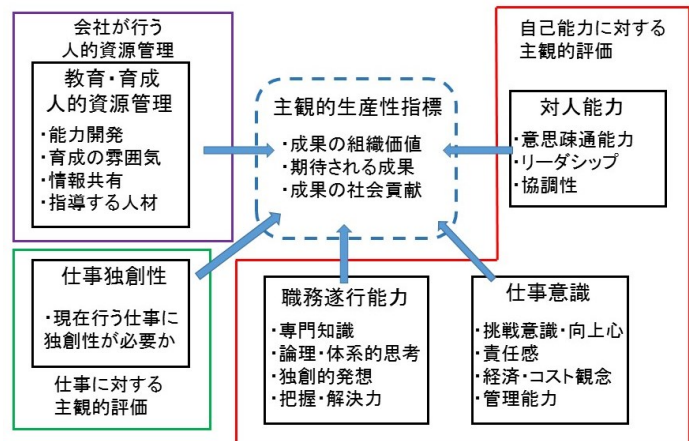 会社が行う
人的資源管理
教育・育成
人的資源管理
・能力開発
・育成の雰囲気
・情報共有
・指導する人材
主観的生産性指標
・成果の組織価値
・期待される成果
・成果の社会貢献
自己能力に対する
主観的評価
対人能力
・意思疎通能力
・リーダシップ
・協調性
仕事独創性
・現在行う仕事に
独創性が必要か
仕事に対する
主観的評価
職務遂行能力
・専門知識
・論理・体系的思考
・独創的発想
・把握・解決力
仕事意識
・挑戦意識・向上心
・責任感
・経済・コスト観念
・管理能力